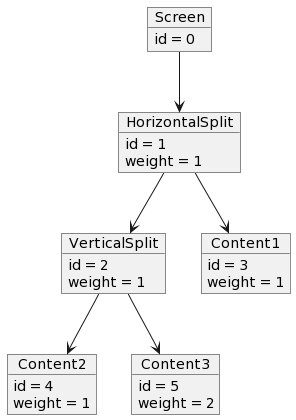 Screen
id = 0
HorizontalSplit
id = 1
weight = 1
VerticalSplit
id = 2
weight = 1
Content1
id = 3
weight = 1
Content2
id = 4
weight = 1
Content3
id = 5
weight = 2